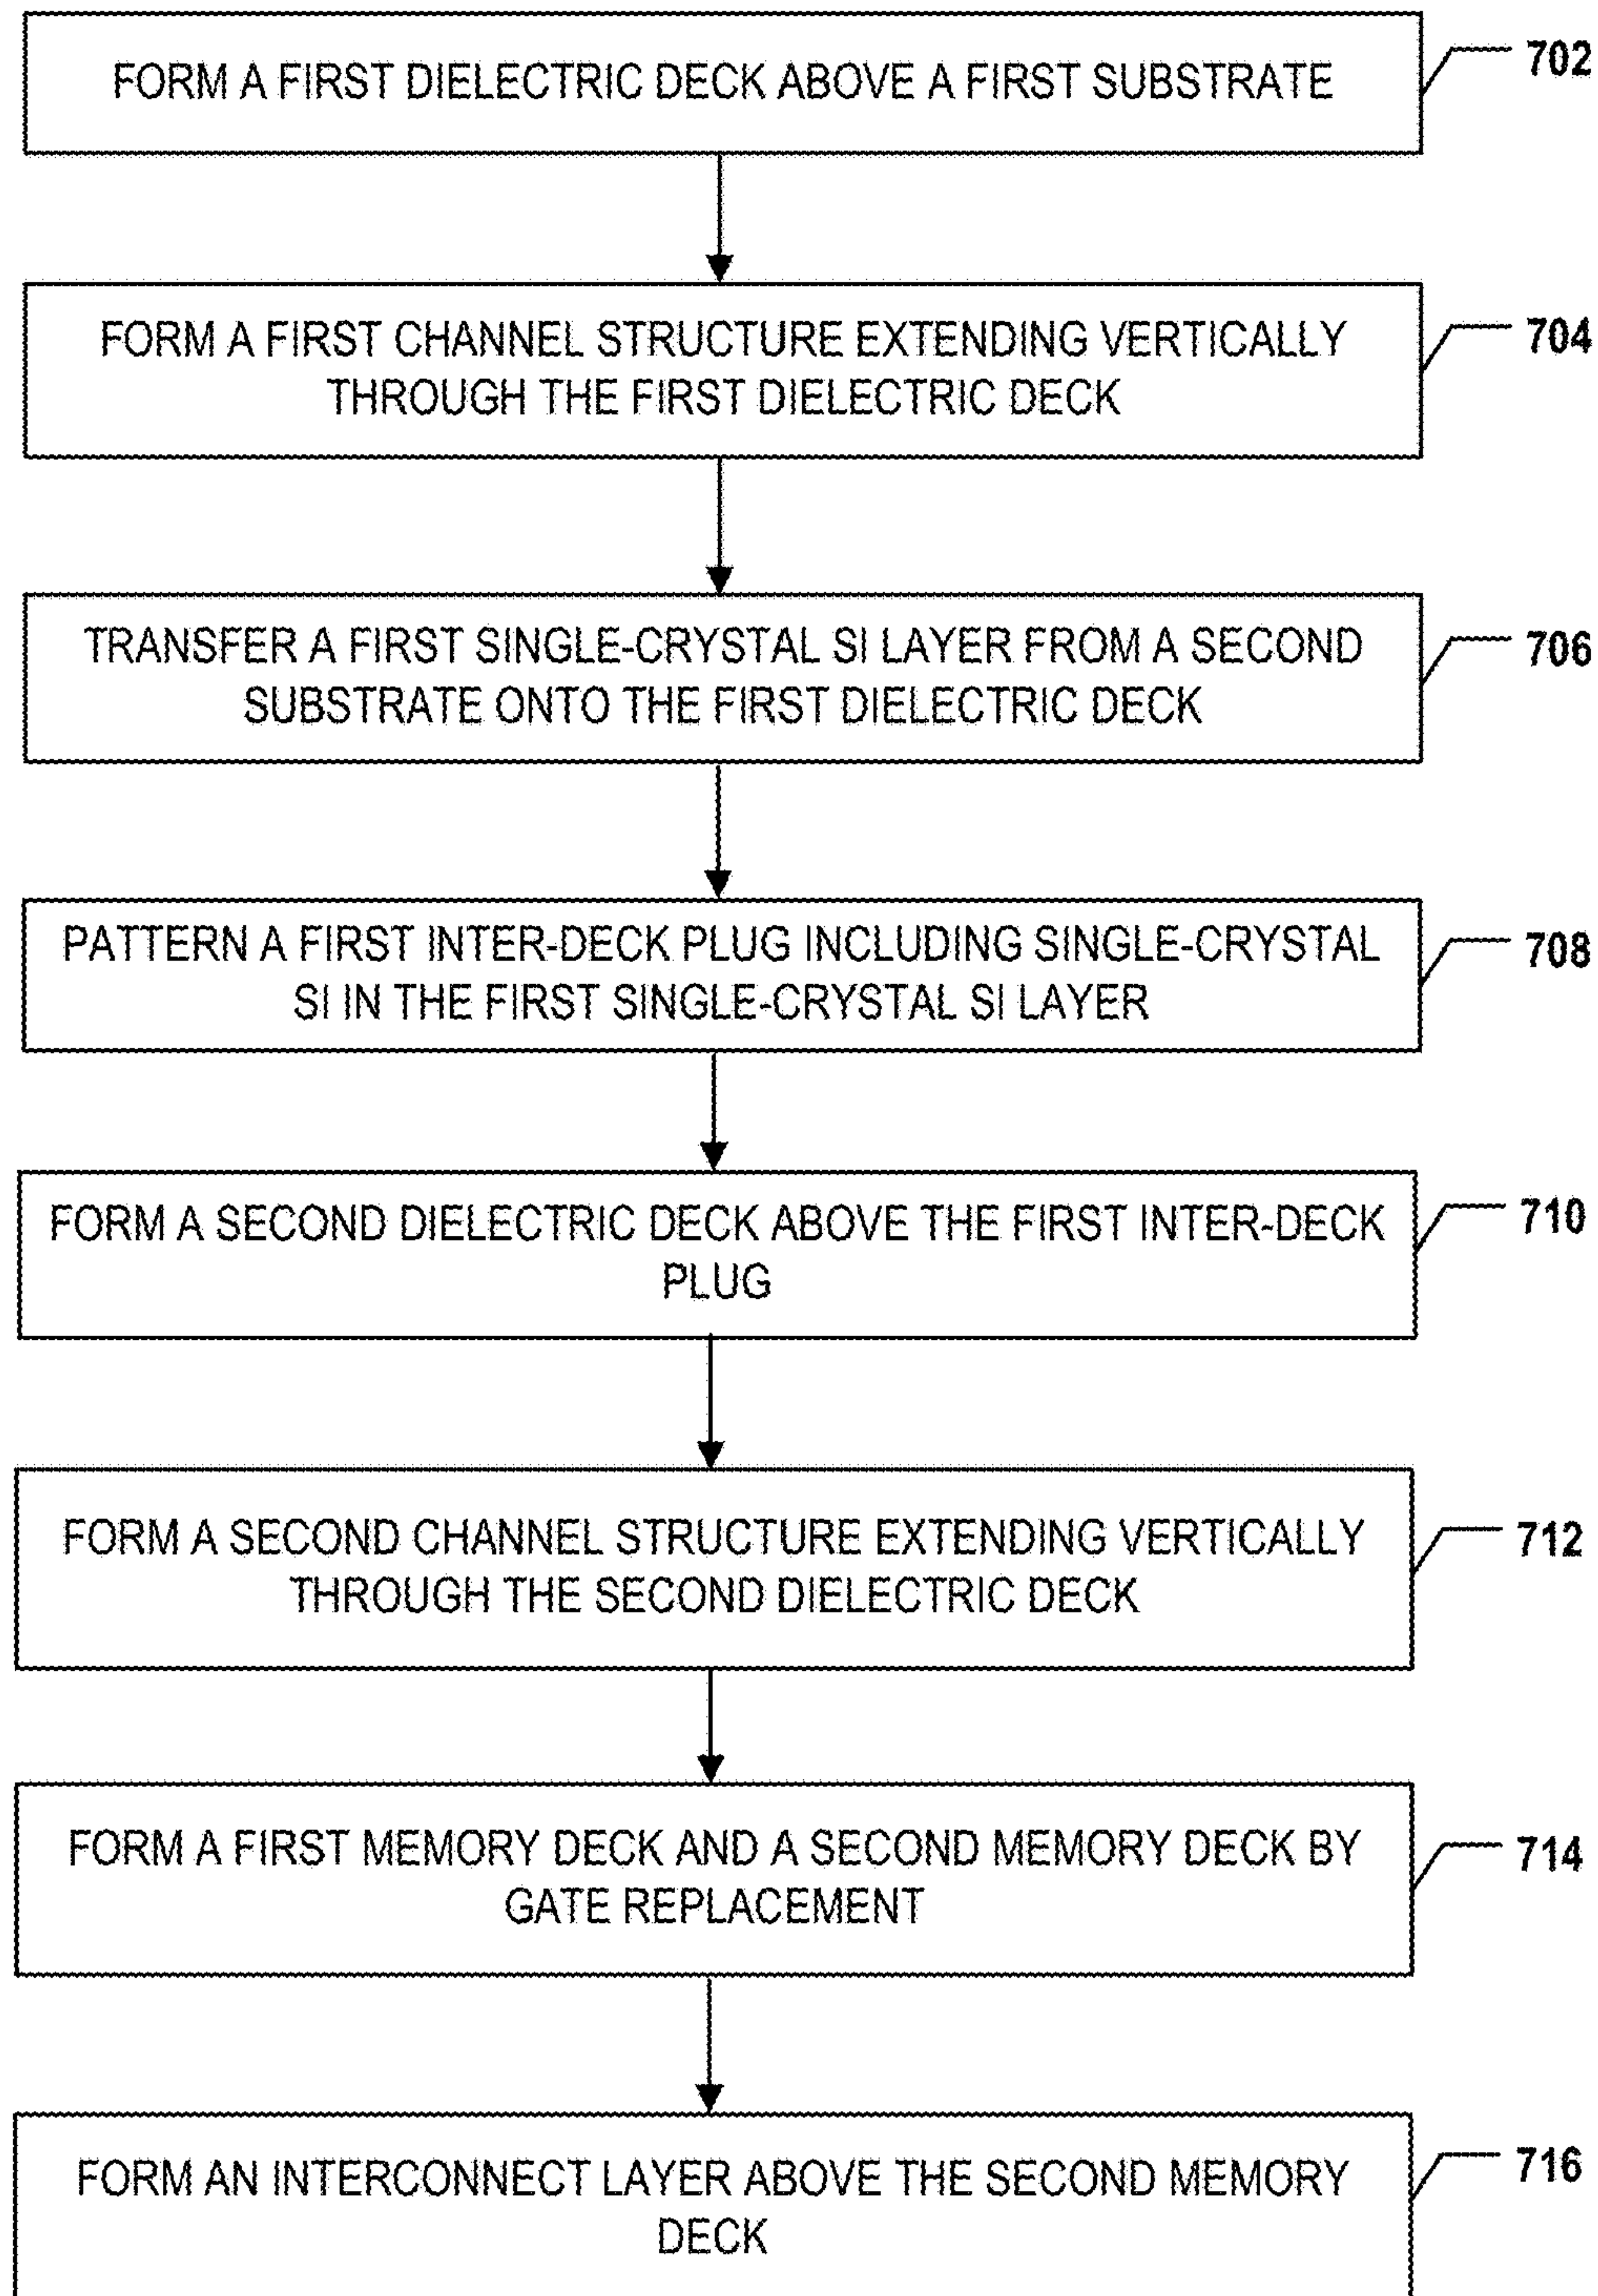 FORM A FIRST DIELECTRIC DECK ABOVE A FIRST SUBSTRATE
702
FORM A FIRST CHANNEL STRUCTURE EXTENDING VERTICALLY
THROUGH THE FIRST DIELECTRIC DECK
704
TRANSFER A FIRST SINGLE-CRYSTAL SI LAYER FROM A SECOND
SUBSTRATE ONTO THE FIRST DIELECTRIC DECK
706
PATTERN A FIRST INTER-DECK PLUG INCLUDING SINGLE-CRYSTAL
SI IN THE FIRST SINGLE-CRYSTAL SI LAYER
708
FORM A SECOND DIELECTRIC DECK ABOVE THE FIRST INTER-DECK
PLUG
710
FORM A SECOND CHANNEL STRUCTURE EXTENDING VERTICALLY
THROUGH THE SECOND DIELECTRIC DECK
712
FORM A FIRST MEMORY DECK AND A SECOND MEMORY DECK BY
GATE REPLACEMENT
714
FORM AN INTERCONNECT LAYER ABOVE THE SECOND MEMORY
DECK
716